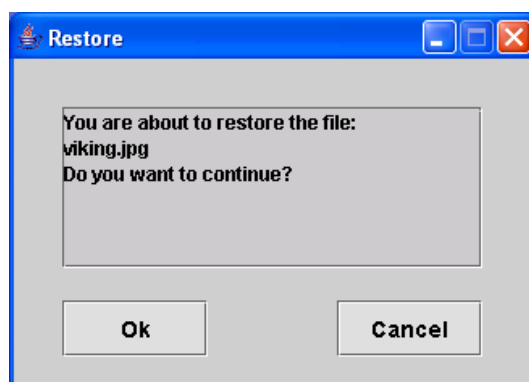 Restore
You are about to restore the file:
viking.jpg
Do you want to continue?
Ok
Cancel